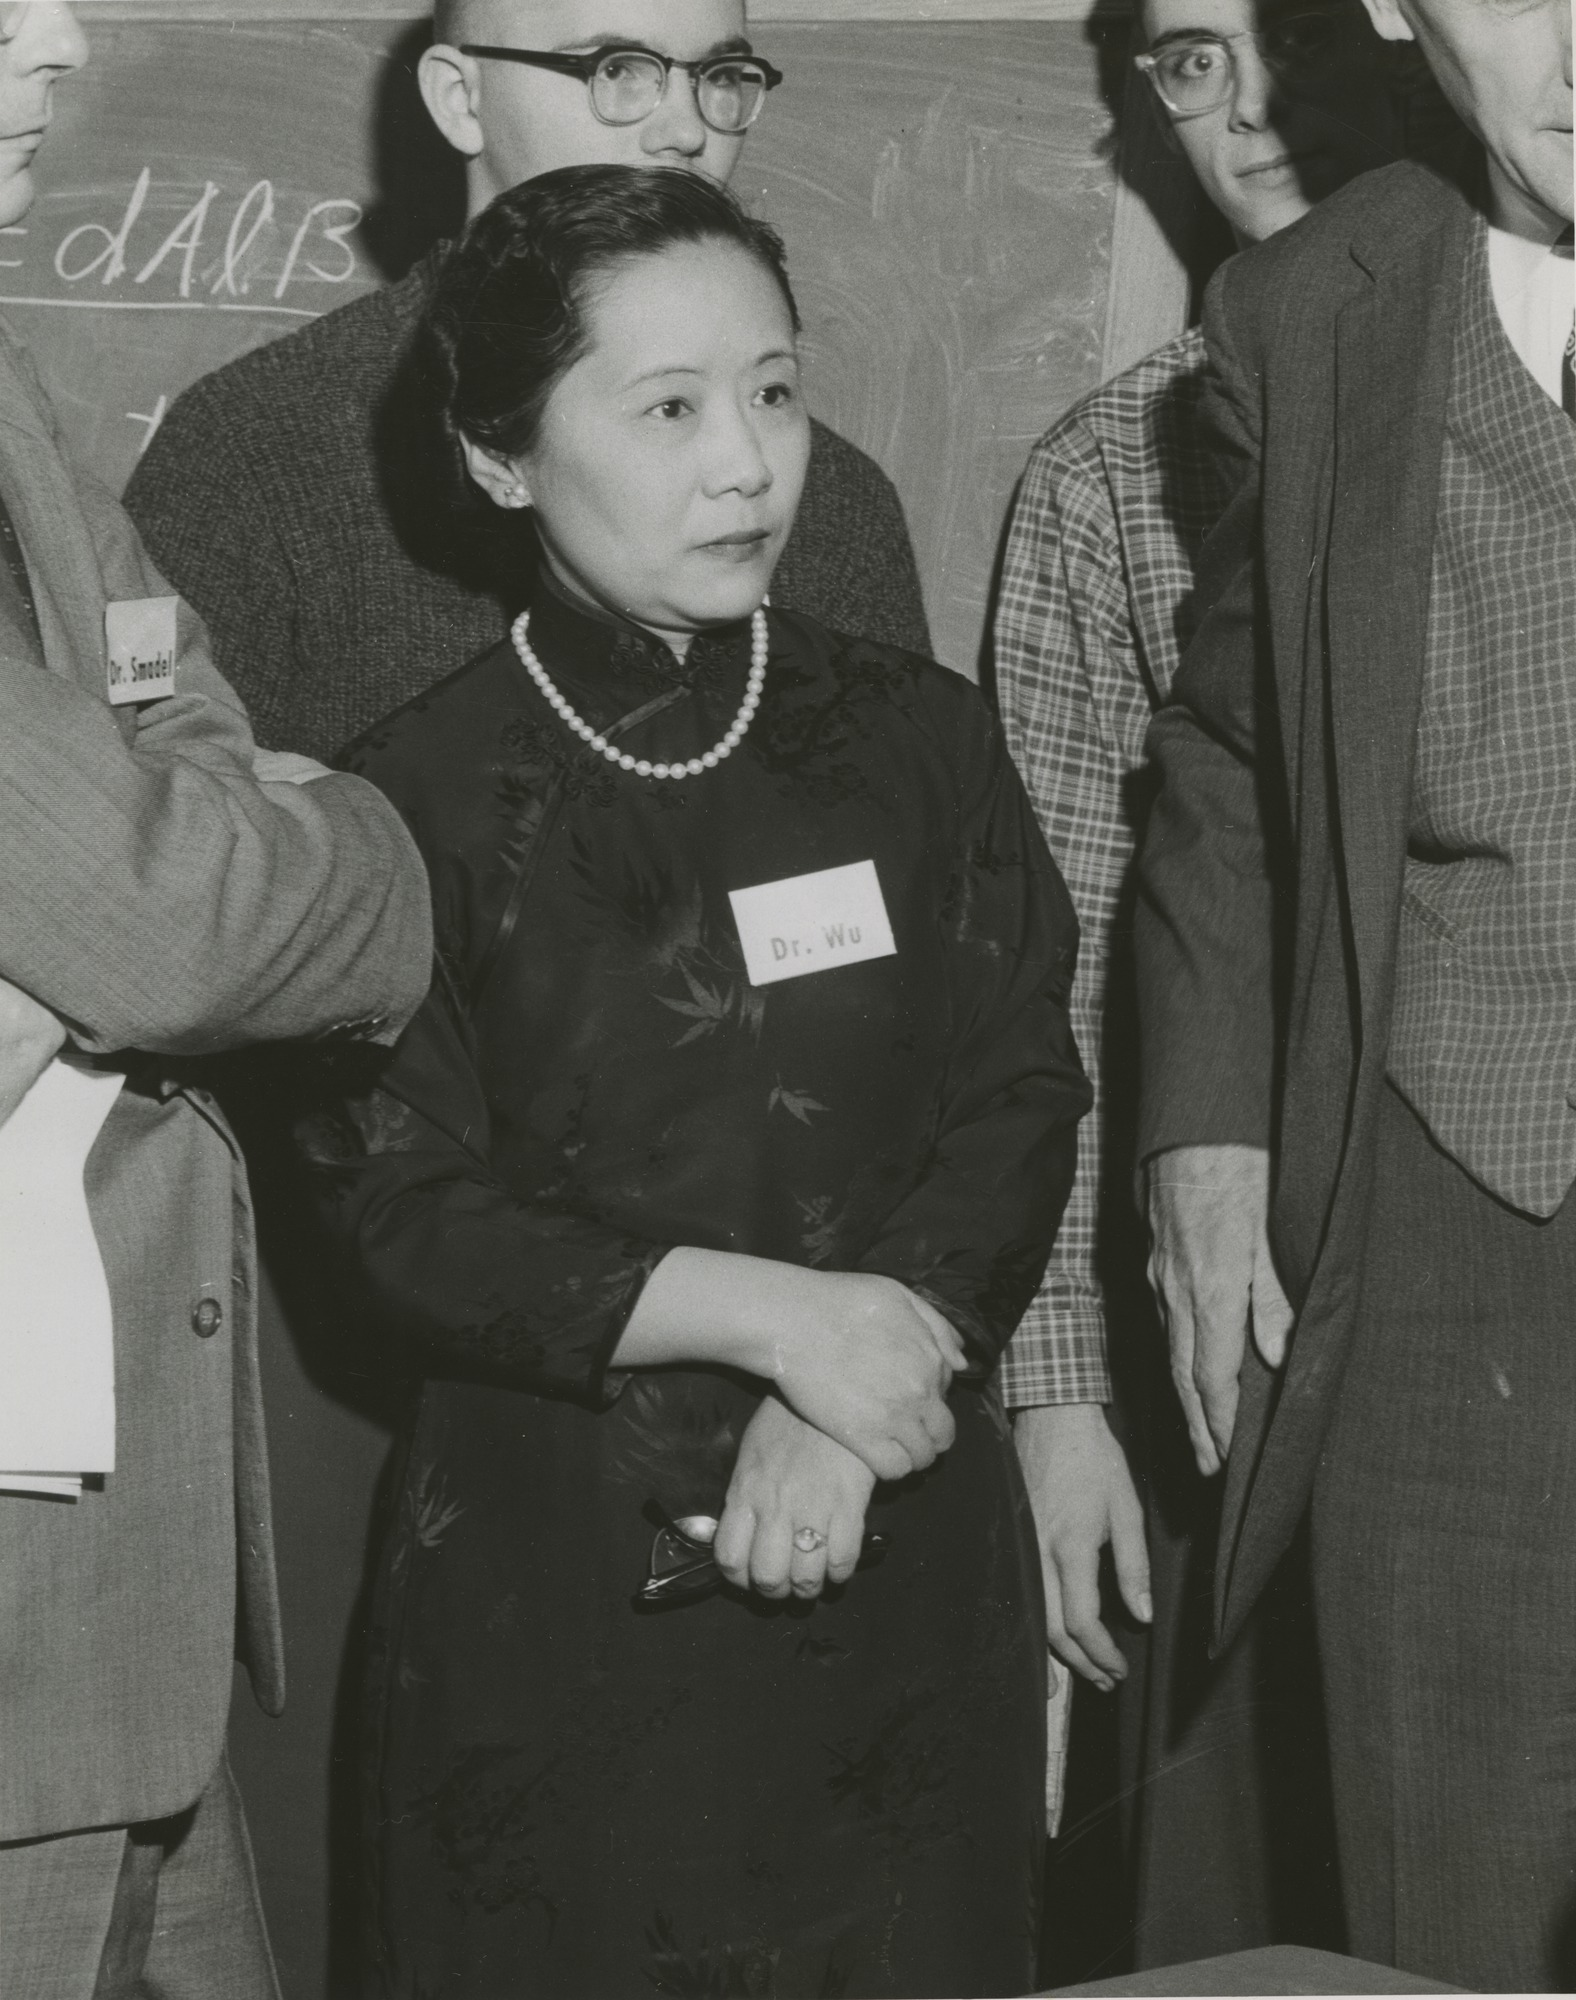 = dAlB
Dr. Smadel
Dr. Wu